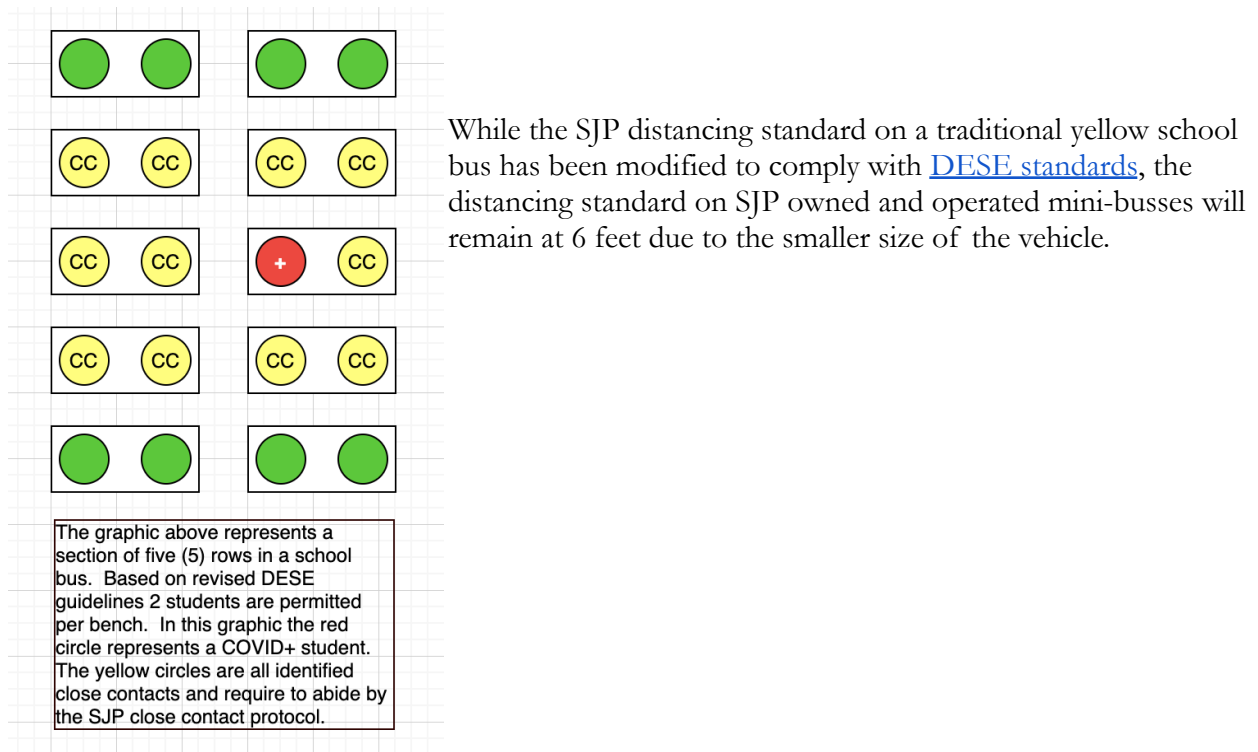 CC CC CC CC
CC CC + CC
CC CC CC CC
The graphic above represents a
section of five (5) rows in a school
bus. Based on revised DESE
guidelines 2 students are permitted
per bench. In this graphic the red
circle represents a COVID+ student.
The yellow circles are all identified
close contacts and require to abide by
the SJP close contact protocol.
While the SJP distancing standard on a traditional yellow school
bus has been modified to comply with DESE standards, the
distancing standard on SJP owned and operated mini-busses will
remain at 6 feet due to the smaller size of the vehicle.